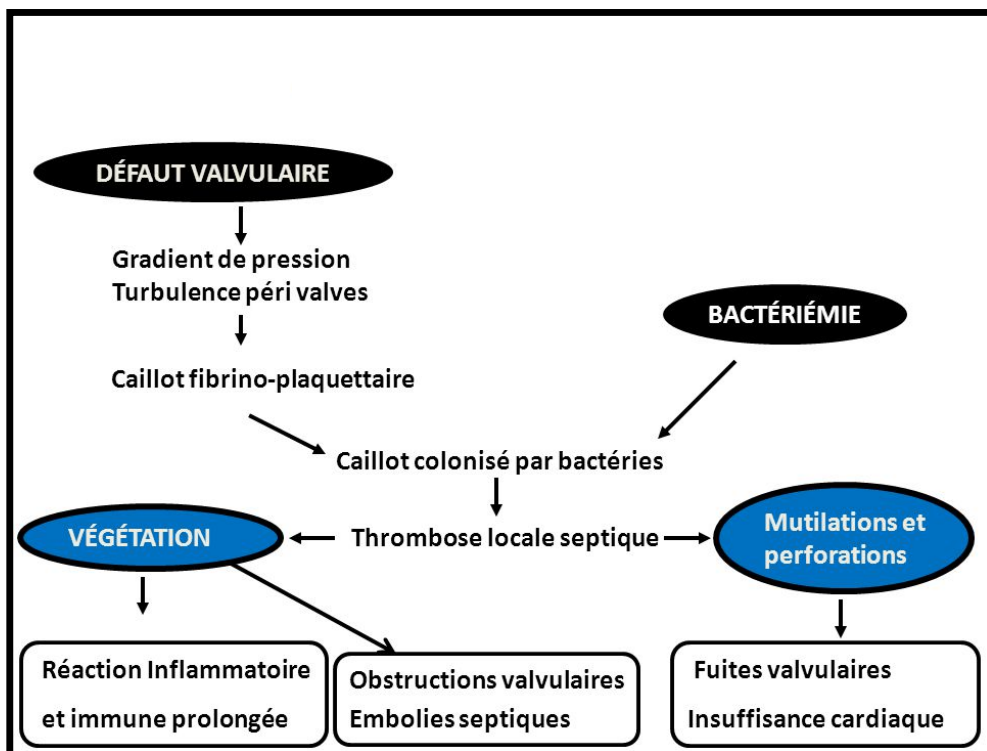 DÉFAUT VALVULAIRE
Gradient de pression
Turbulence péri valves
BACTÉRIÉMIE
Caillot fibrino-plaquettaire
Caillot colonisé par bactéries
VÉGÉTATION
Thrombose locale septique
Mutilations et
perforations
Réaction Inflammatoire
et immune prolongée
Obstructions valvulaires
Embolies septiques
Fuites valvulaires
Insuffisance cardiaque